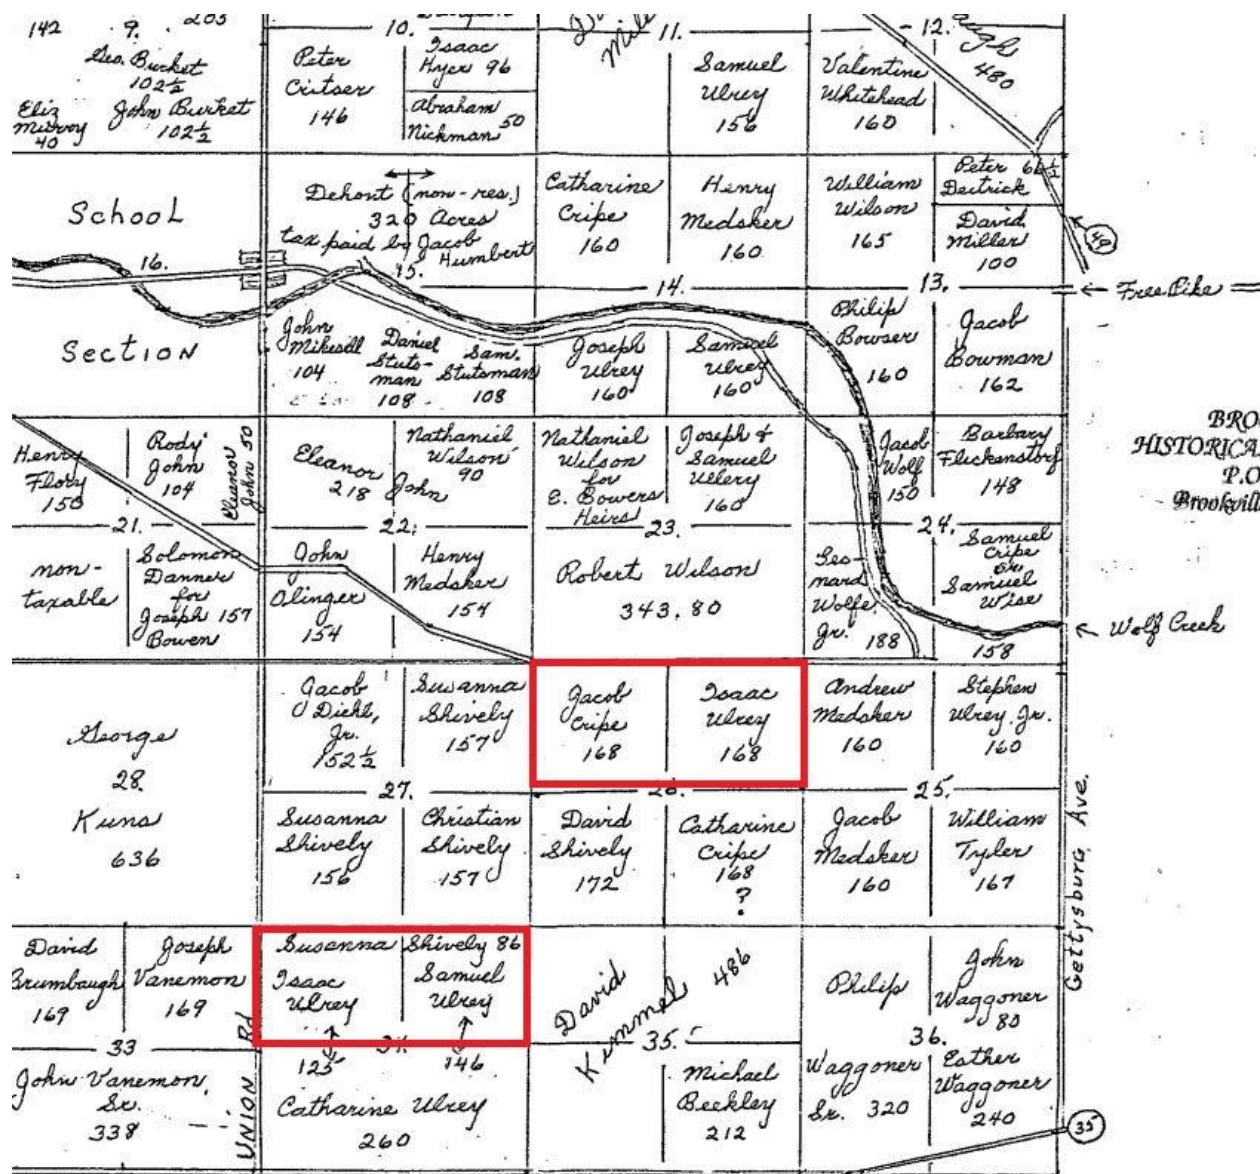 142 9. 203
Geo. Burket
102½
Eliz
Murroy
40
John Burket
102½
10.
Peter
Critser
146
Isaac
Hyer 96
Abraham
Nickman 50
11.
Samuel
Ulrey
156
12.
480
Valentine
Whitehead
160
School
16.
Section
Dehont (non-res.)
320 Acres
tax paid by Jacob
Humbert
15.
John
Mikesell
104
Daniel
Stuts-
man
108
Sam.
Stutsman
108
Catharine
Cripe
160
Henry
Medsker
160
14.
Joseph
Ulrey
160
Samuel
Ulrey
160
William
Wilson
165
Peter
Deitrick
David
Miller
100
13.
Philip
Bowser
160
Jacob
Bowman
162
← Free Pike
Henry
Flory
150
Rody
John
104
Eleanor
John 50
21.
non-
taxable
Solomon
Danner
for
Joseph 157
Bowen
Eleanor John
218
Nathaniel
Wilson
90
22.
John
Olinger
154
Henry
Medsker
154
Nathaniel
Wilson
for
E. Bowers
Heirs
Joseph &
Samuel
Ullery
160
23.
Robert Wilson
343.80
Jacob
Wolf
150
Barbary
Fluckenstorf
148
24.
Wolfe
Jr.
188
Samuel
Cripe
or
Samuel
Wise
158
← Wolf Creek
BRO
HISTORICA
P.O
Brookvill
George
28.
Kuns
636
Jacob
Diehl,
Jr.
152½
Susanna
Shively
157
27.
Susanna
Shively
156
Christian
Shively
157
Jacob
Cripe
168
Isaac
Ulrey
168
26.
David
Shively
172
Catharine
Cripe
168
?
Andrew
Medsker
160
Stephen
Ulrey. Jr.
160
25.
Jacob
Medsker
160
William
Tyler
167
Gettysburg Ave.
David
Brumbaugh
169
Joseph
Vanemon
169
33
John Vanemon,
Sr.
338
UNION Rd
Susanna Shively 86
Isaac
Ulrey
125
Samuel
Ulrey
146
34.
Catharine Ulrey
260
David
Kimmel 486
35.
Michael
Beekley
212
Philip
Waggoner
Sr. 320
John
Waggoner
80
36.
Esther
Waggoner
240
35